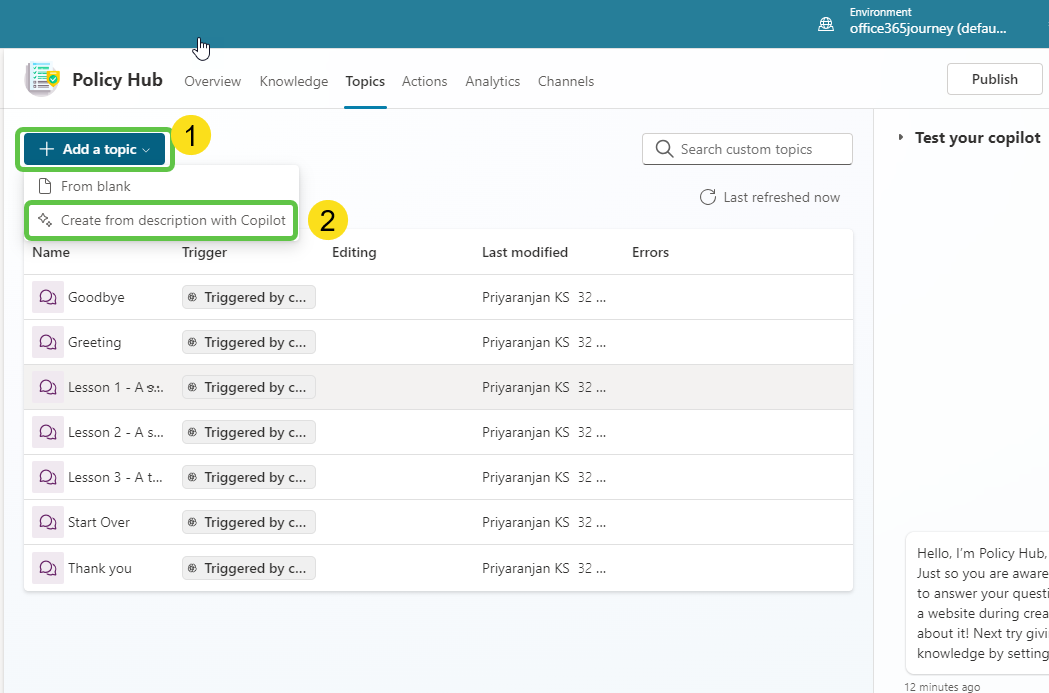 Environment
office365journey (defau...
Policy Hub Overview Knowledge Topics Actions Analytics Channels Publish
Add a topic 1 Search custom topics Test your copilot
From blank
Last refreshed now
Create from description with Copilot 2
Name Trigger Editing Last modified Errors
Goodbye Triggered by c... Priyaranjan KS 32 ...
Greeting Triggered by c... Priyaranjan KS 32 ...
Lesson 1 - A s... Triggered by c... Priyaranjan KS 32 ...
Lesson 2 - A s... Triggered by c... Priyaranjan KS 32 ...
Lesson 3 - A t... Triggered by c... Priyaranjan KS 32 ...
Start Over Triggered by c... Priyaranjan KS 32 ...
Thank you Triggered by c... Priyaranjan KS 32 ...
Hello, I'm Policy Hub,
Just so you are aware
to answer your questi
a website during crea
about it! Next try givi
knowledge by setting
12 minutes ago